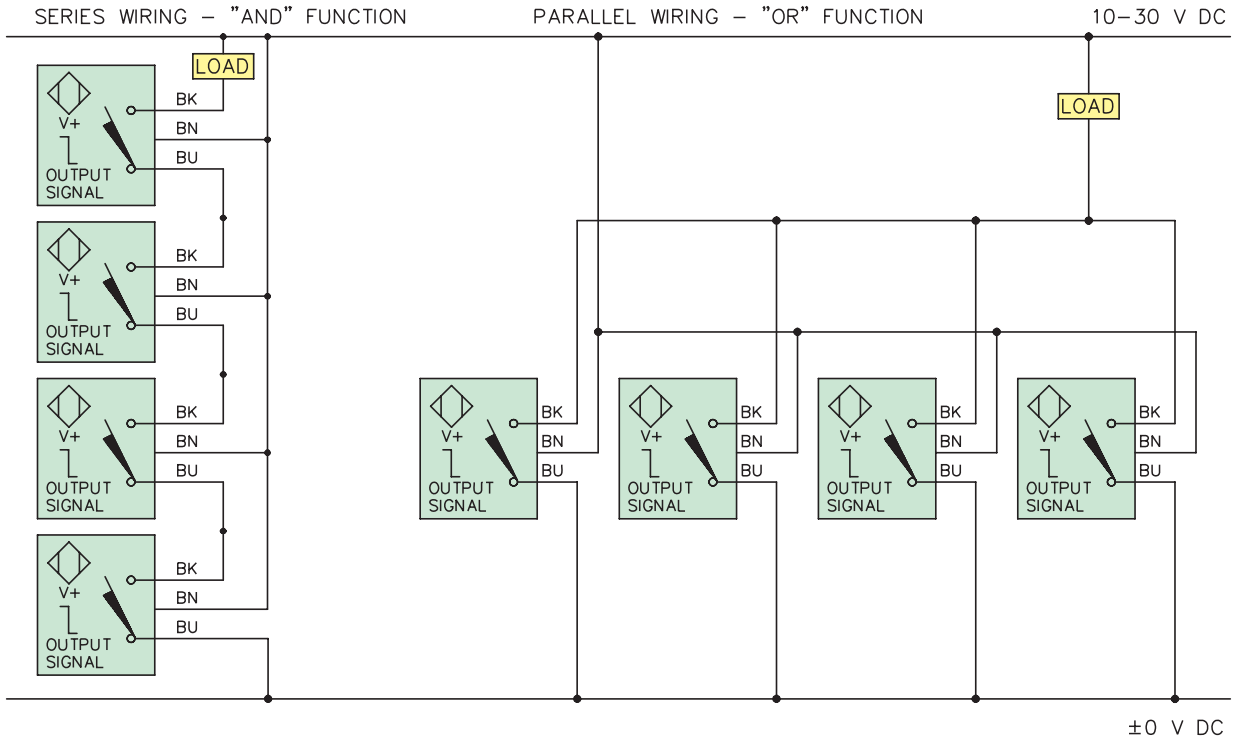 SERIES WIRING – "AND" FUNCTION
PARALLEL WIRING – "OR" FUNCTION
10–30 V DC
LOAD
BK
V+
BN
BU
OUTPUT
SIGNAL
BK
V+
BN
BU
OUTPUT
SIGNAL
BK
V+
BN
BU
OUTPUT
SIGNAL
BK
V+
BN
BU
OUTPUT
SIGNAL
LOAD
BK
V+
BN
BU
OUTPUT
SIGNAL
BK
V+
BN
BU
OUTPUT
SIGNAL
BK
V+
BN
BU
OUTPUT
SIGNAL
BK
V+
BN
BU
OUTPUT
SIGNAL
±0 V DC